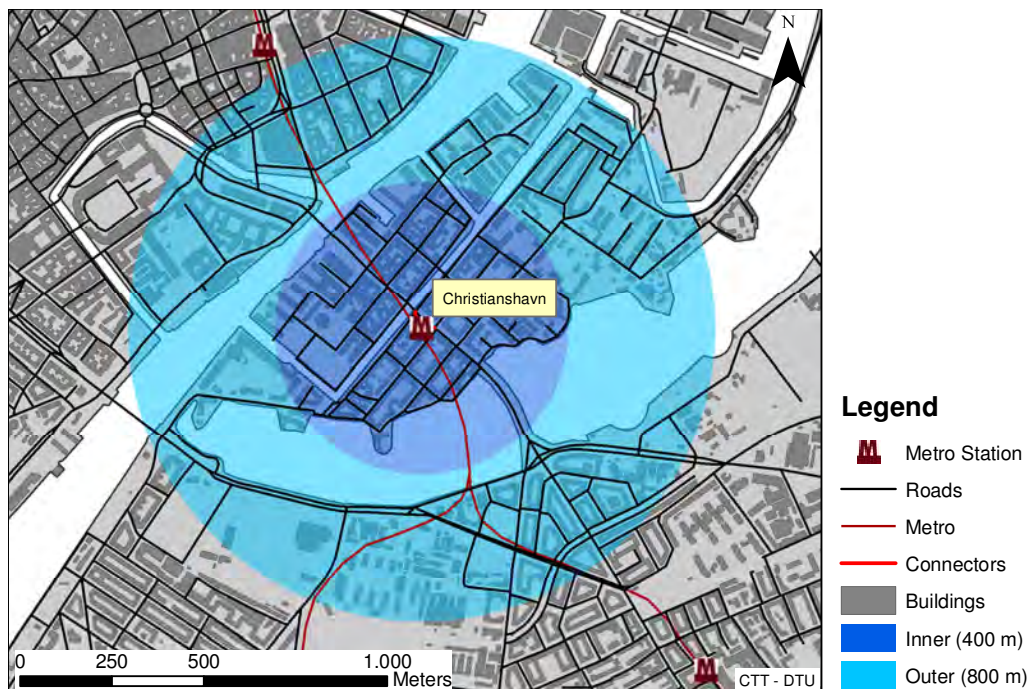 N
Christianshavn
0 250 500 1.000
Meters
CTT - DTU
Legend
Metro Station
Roads
Metro
Connectors
Buildings
Inner (400 m)
Outer (800 m)